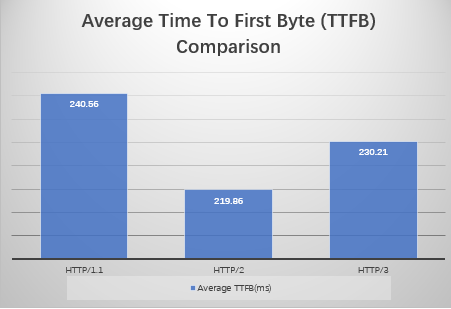 Average Time To First Byte (TTFB)
Comparison
240.56
219.86
230.21
HTTP/1.1
HTTP/2
HTTP/3
Average TTFB(ms)